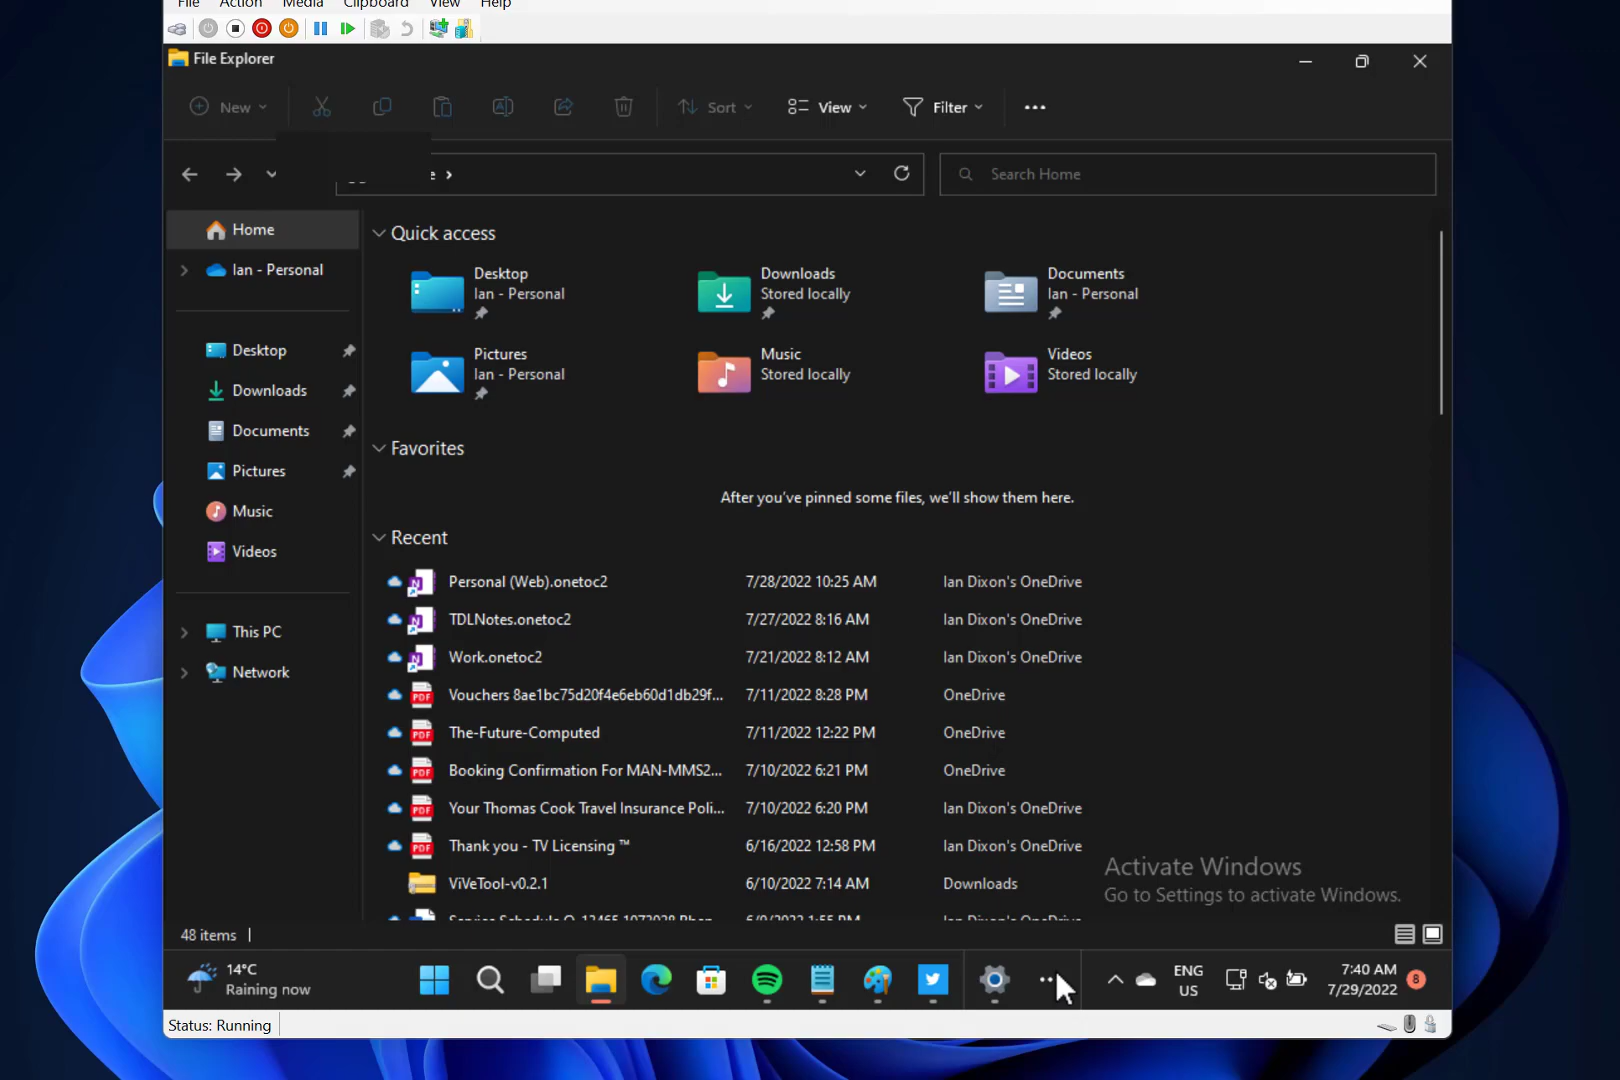 File Action Media Clipboard View Help
File Explorer
New Sort View Filter
Search Home
Home
Ian - Personal
Desktop
Downloads
Documents
Pictures
Music
Videos
This PC
Network
Quick access
Desktop
Ian - Personal
Downloads
Stored locally
Documents
Ian - Personal
Pictures
Ian - Personal
Music
Stored locally
Videos
Stored locally
Favorites
After you've pinned some files, we'll show them here.
Recent
Personal (Web).onetoc2 7/28/2022 10:25 AM Ian Dixon's OneDrive
TDLNotes.onetoc2 7/27/2022 8:16 AM Ian Dixon's OneDrive
Work.onetoc2 7/21/2022 8:12 AM Ian Dixon's OneDrive
Vouchers 8ae1bc75d20f4e6eb60d1db29f... 7/11/2022 8:28 PM OneDrive
The-Future-Computed 7/11/2022 12:22 PM OneDrive
Booking Confirmation For MAN-MMS2... 7/10/2022 6:21 PM OneDrive
Your Thomas Cook Travel Insurance Poli... 7/10/2022 6:20 PM Ian Dixon's OneDrive
Thank you - TV Licensing ™ 6/16/2022 12:58 PM Ian Dixon's OneDrive
ViVeTool-v0.2.1 6/10/2022 7:14 AM Downloads
Activate Windows
Go to Settings to activate Windows.
48 items
14°C
Raining now
ENG
US
7:40 AM
7/29/2022
8
Status: Running